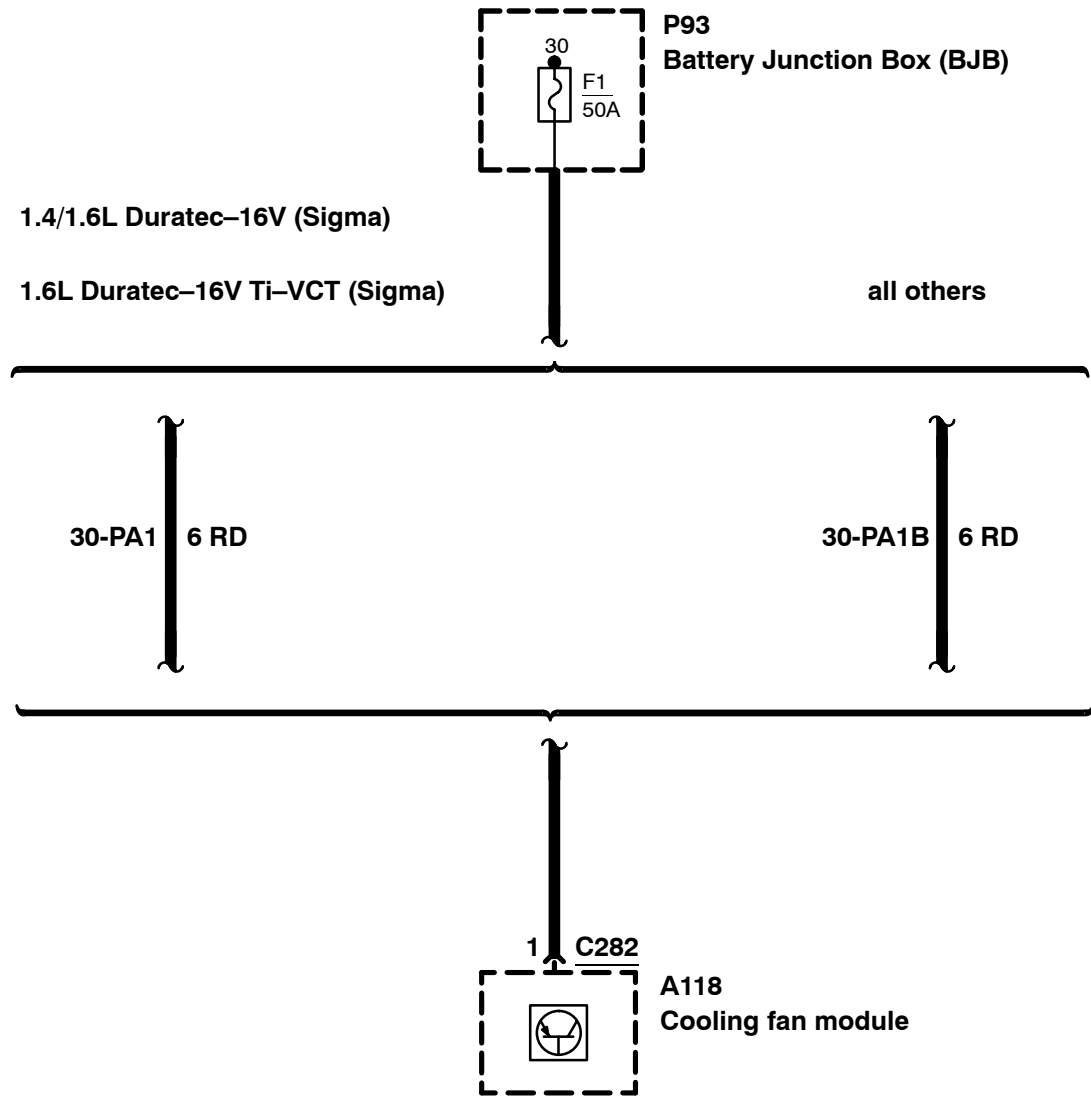 P93
Battery Junction Box (BJB)
30
F1
50A
1.4/1.6L Duratec–16V (Sigma)
1.6L Duratec–16V Ti–VCT (Sigma)
all others
30-PA1 6 RD
30-PA1B 6 RD
1 C282
A118
Cooling fan module